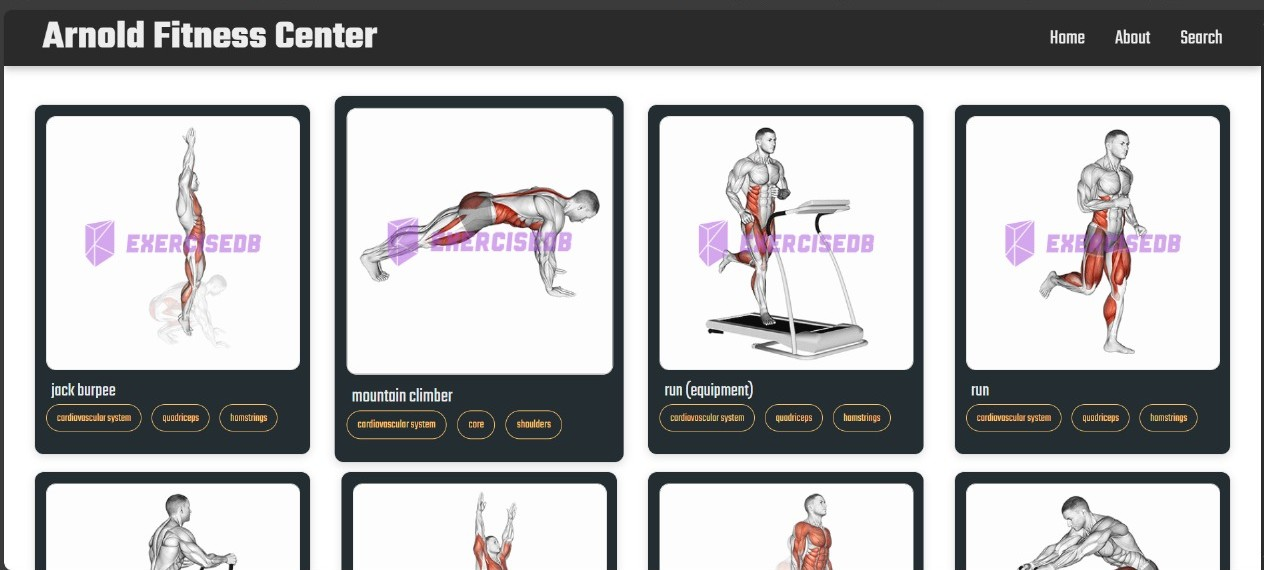 Arnold Fitness Center
Home About Search
EXERCISEDB
EXERCISEDB
EXERCISEDB
EXERCISEDB
jack burpee
cardiovascular system quadriceps hamstrings
mountain climber
cardiovascular system core shoulders
run (equipment)
cardiovascular system quadriceps hamstrings
run
cardiovascular system quadriceps hamstrings